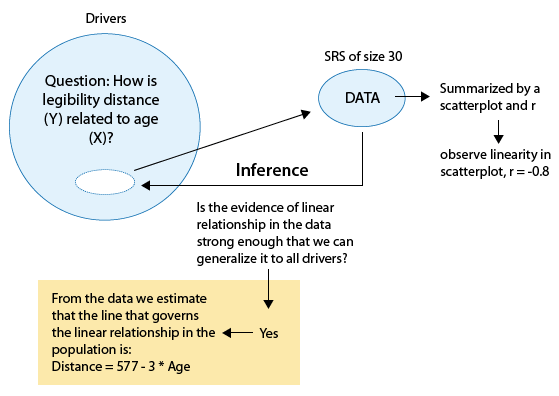 Drivers
Question: How is
legibility distance
(Y) related to age
(X)?
SRS of size 30
DATA
Summarized by a
scatterplot and r
observe linearity in
scatterplot, r = -0.8
Inference
Is the evidence of linear
relationship in the data
strong enough that we can
generalize it to all drivers?
Yes
From the data we estimate
that the line that governs
the linear relationship in the
population is:
Distance = 577 - 3 * Age